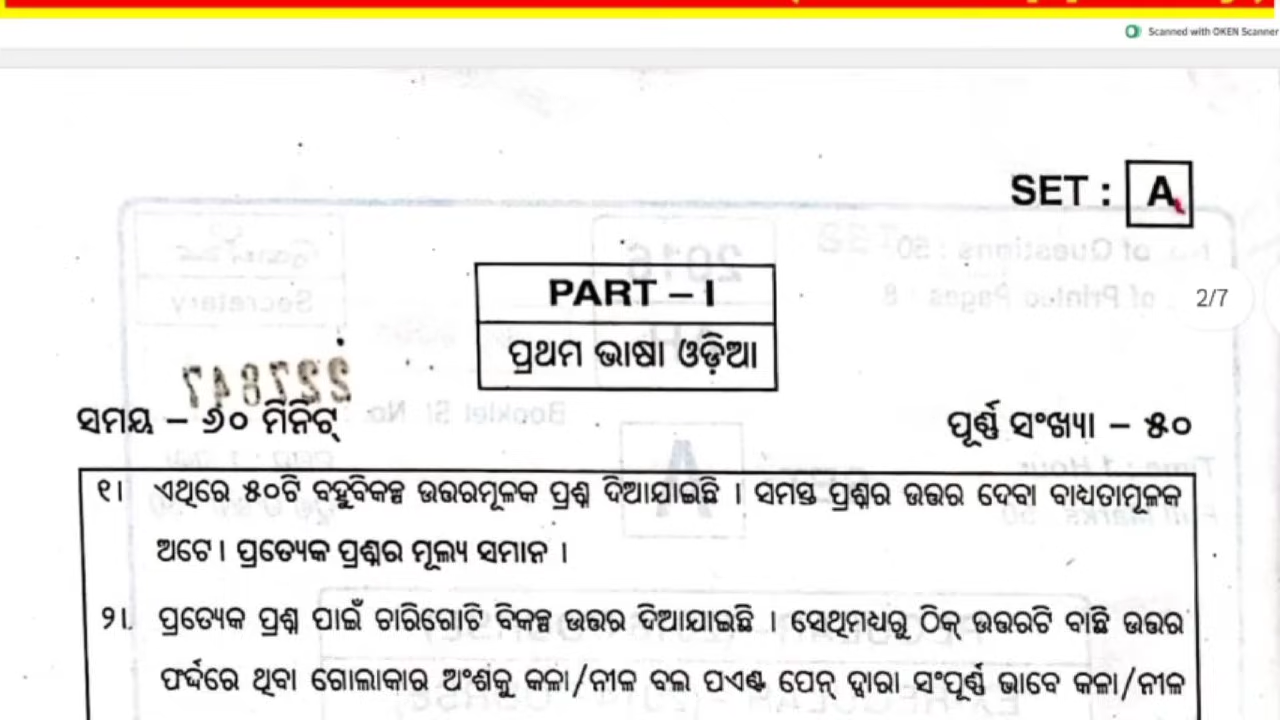 Scanned with OKEN Scanner
SET : A
PART – I
2/7
ପ୍ରଥମ ଭାଷା ଓଡ଼ିଆ
ସମୟ – ୬୦ ମିନିଟ୍
ପୂର୍ଣ୍ଣ ସଂଖ୍ୟା – ୫୦
୧। ଏଥିରେ ୫୦ଟି ବହୁବିକଳ୍ପ ଉତ୍ତରମୂଳକ ପ୍ରଶ୍ନ ଦିଆଯାଇଛି । ସମସ୍ତ ପ୍ରଶ୍ନର ଉତ୍ତର ଦେବା ବାଧ୍ୟତାମୂଳକ
ଅଟେ। ପ୍ରତ୍ୟେକ ପ୍ରଶ୍ନର ମୂଲ୍ୟ ସମାନ ।
୨। ପ୍ରତ୍ୟେକ ପ୍ରଶ୍ନ ପାଇଁ ଚାରିଗୋଟି ବିକଳ୍ପ ଉତ୍ତର ଦିଆଯାଇଛି । ସେଥିମଧ୍ୟରୁ ଠିକ୍ ଉତ୍ତରଟି ବାଛି ଉତ୍ତର
ଫର୍ଦ୍ଦରେ ଥିବା ଗୋଲାକାର ଅଂଶକୁ କଳା/ନୀଳ ବଲ ପଏଣ୍ଟ ପେନ୍ ଦ୍ୱାରା ସଂପୂର୍ଣ୍ଣ ଭାବେ କଳା/ନୀଳ